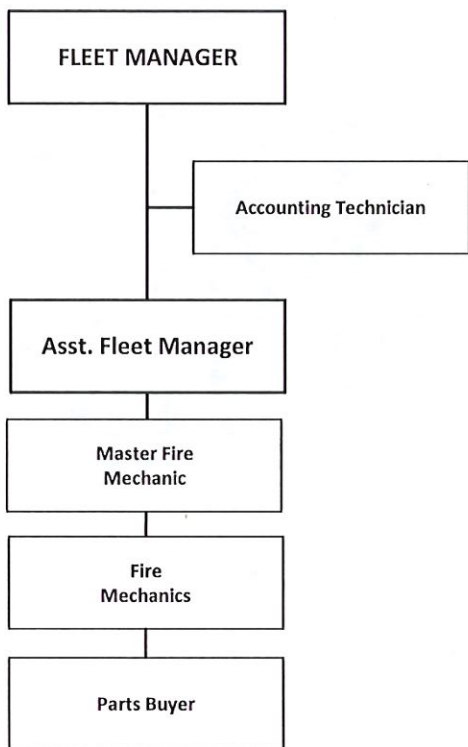 FLEET MANAGER
Accounting Technician
Asst. Fleet Manager
Master Fire
Mechanic
Fire
Mechanics
Parts Buyer